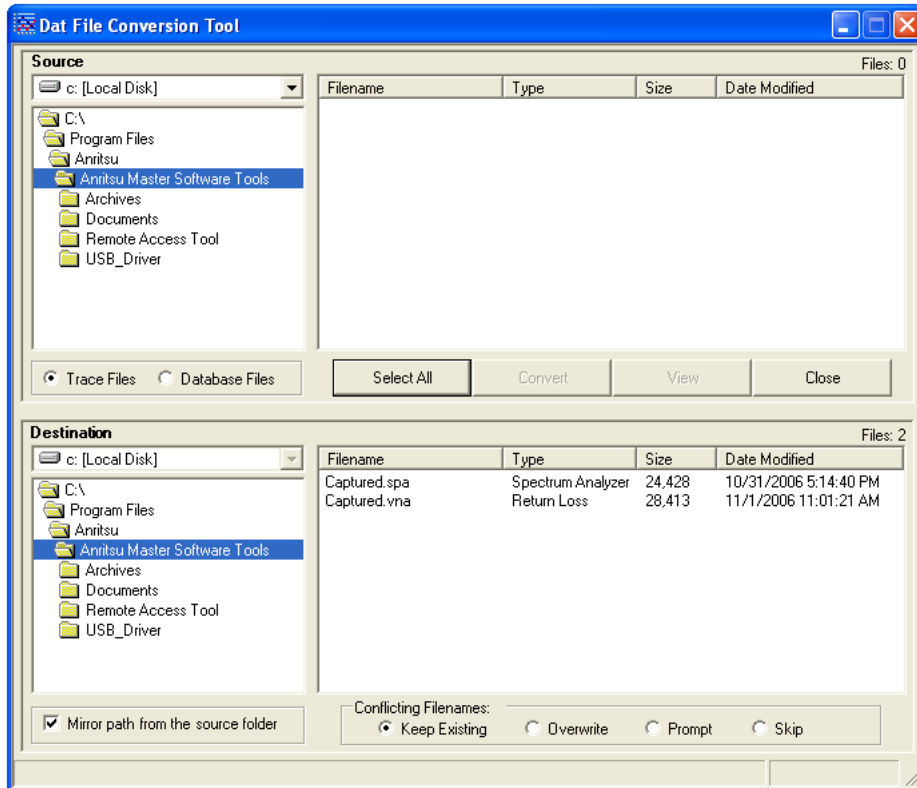 Dat File Conversion Tool
Source
Files: 0
c: [Local Disk]
Filename Type Size Date Modified
C:\
Program Files
Anritsu
Anritsu Master Software Tools
Archives
Documents
Remote Access Tool
USB_Driver
Trace Files Database Files
Select All Convert View Close
Destination
Files: 2
c: [Local Disk]
Filename Type Size Date Modified
Captured.spa Spectrum Analyzer 24,428 10/31/2006 5:14:40 PM
Captured.vna Return Loss 28,413 11/1/2006 11:01:21 AM
C:\
Program Files
Anritsu
Anritsu Master Software Tools
Archives
Documents
Remote Access Tool
USB_Driver
Mirror path from the source folder
Conflicting Filenames:
Keep Existing Overwrite Prompt Skip